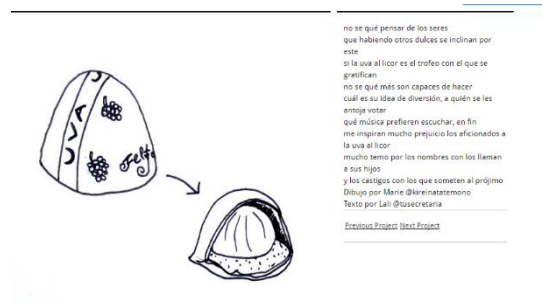 UVA
Felfort
no se qué pensar de los seres
que habiendo otros dulces se inclinan por
este
si la uva al licor es el trofeo con el que se
gratifican
no se qué más son capaces de hacer
cuál es su idea de diversión, a quién se les
antoja votar
qué música prefieren escuchar, en fin
me inspiran mucho prejuicio los aficionados a
la uva al licor
mucho temo por los nombres con los llaman
a sus hijos
y los castigos con los que someten al prójimo
Dibujo por Marie @kireinatatemono
Texto por Lali @tusecretaria
Previous Project Next Project